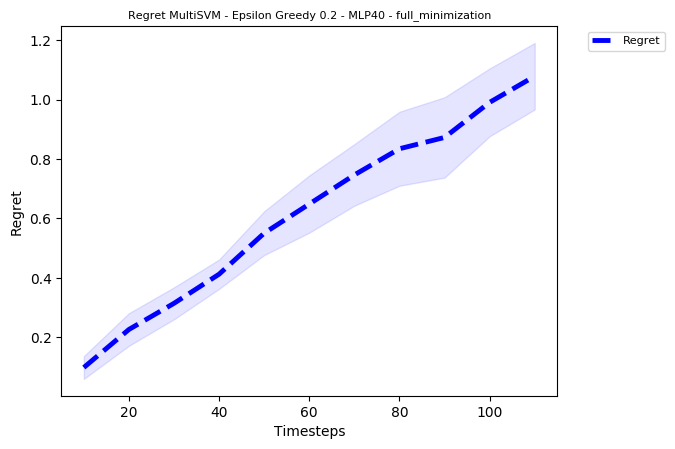 Regret MultiSVM - Epsilon Greedy 0.2 - MLP40 - full_minimization
Regret
1.2
1.0
0.8
0.6
0.4
0.2
Regret
20 40 60 80 100
Timesteps